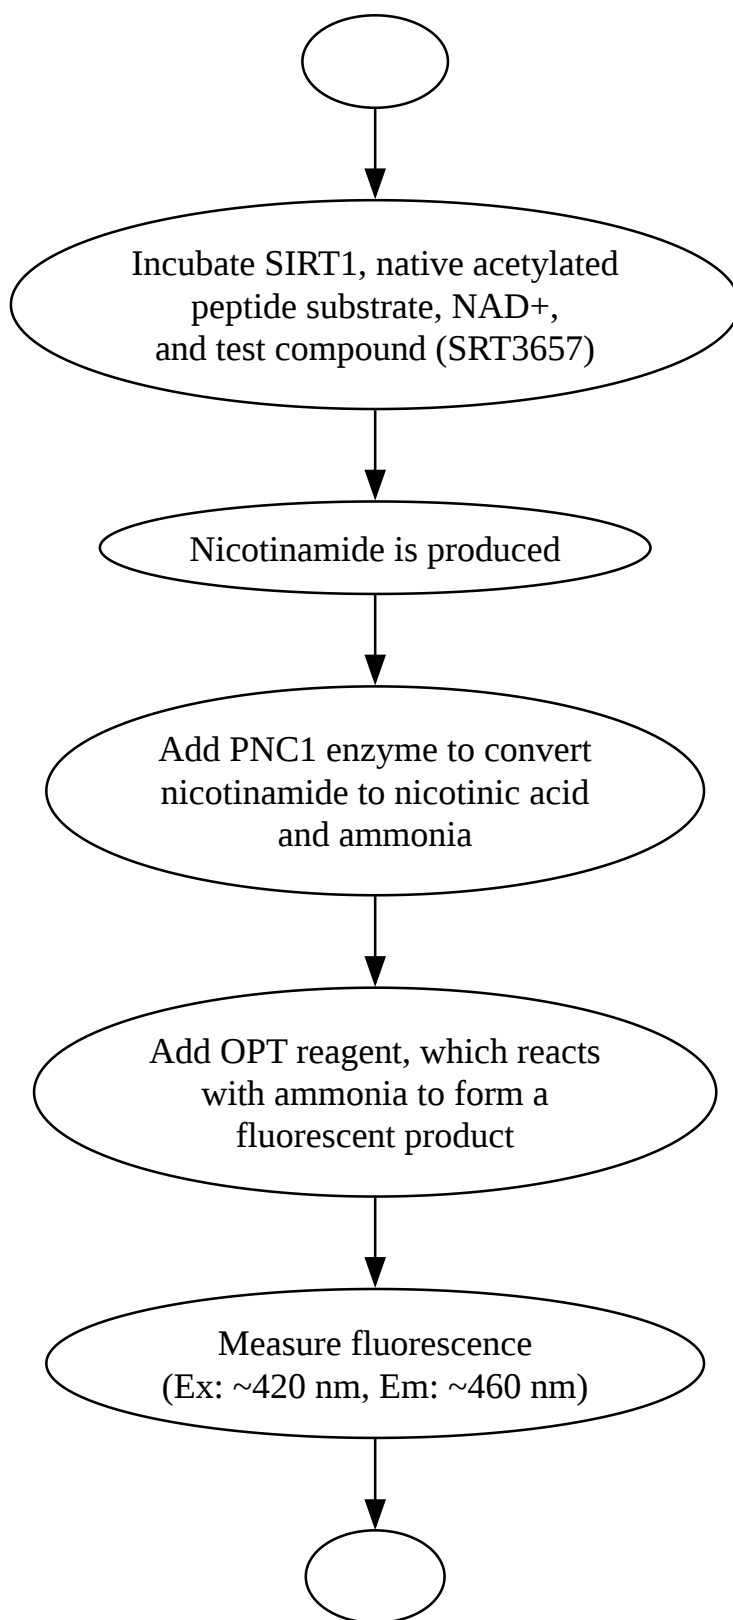 Incubate SIRT1, native acetylated
peptide substrate, NAD+,
and test compound (SRT3657)
Nicotinamide is produced
Add PNC1 enzyme to convert
nicotinamide to nicotinic acid
and ammonia
Add OPT reagent, which reacts
with ammonia to form a
fluorescent product
Measure fluorescence
(Ex: ~420 nm, Em: ~460 nm)